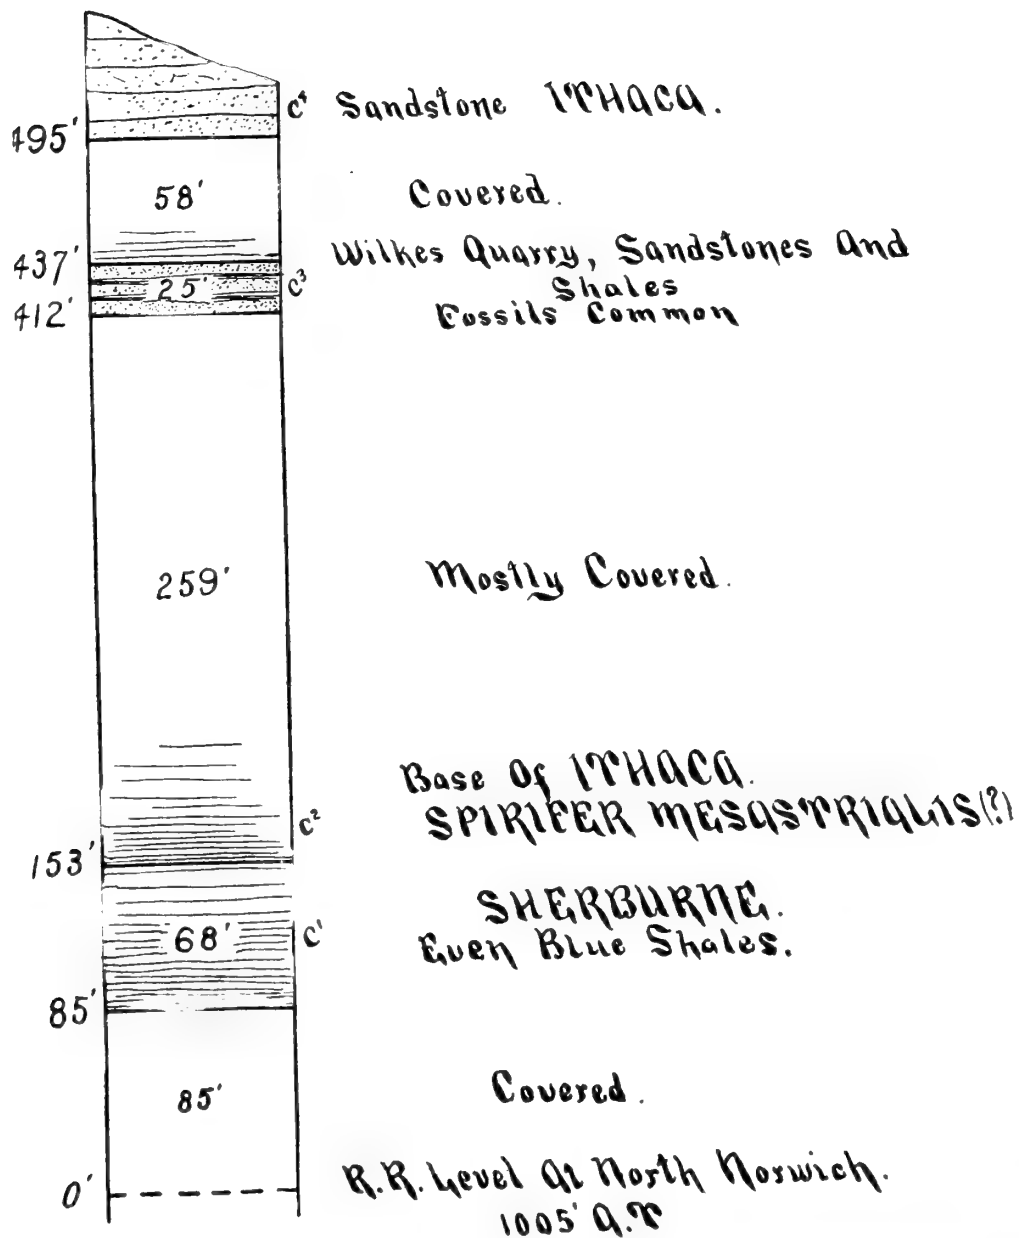 C⁴ Sandstone ITHACA.
495'
58' Covered.
437' Wilkes Quarry, Sandstones And
25' C³ Shales
412' Fossils Common
259' Mostly Covered.
Base Of ITHACA.
C² SPIRIFER MESASTRIALIS(?)
153'
SHERBURNE.
68' C¹ Even Blue Shales.
85'
85' Covered.
0' R.R. Level At North Norwich.
1005' A.T